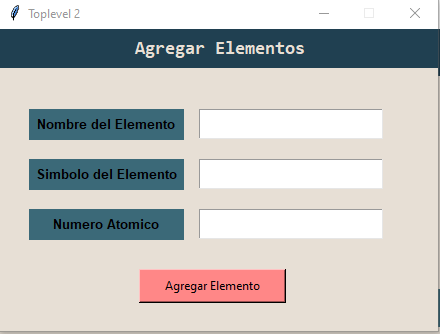 Toplevel 2
Agregar Elementos
Nombre del Elemento
Simbolo del Elemento
Numero Atomico
Agregar Elemento